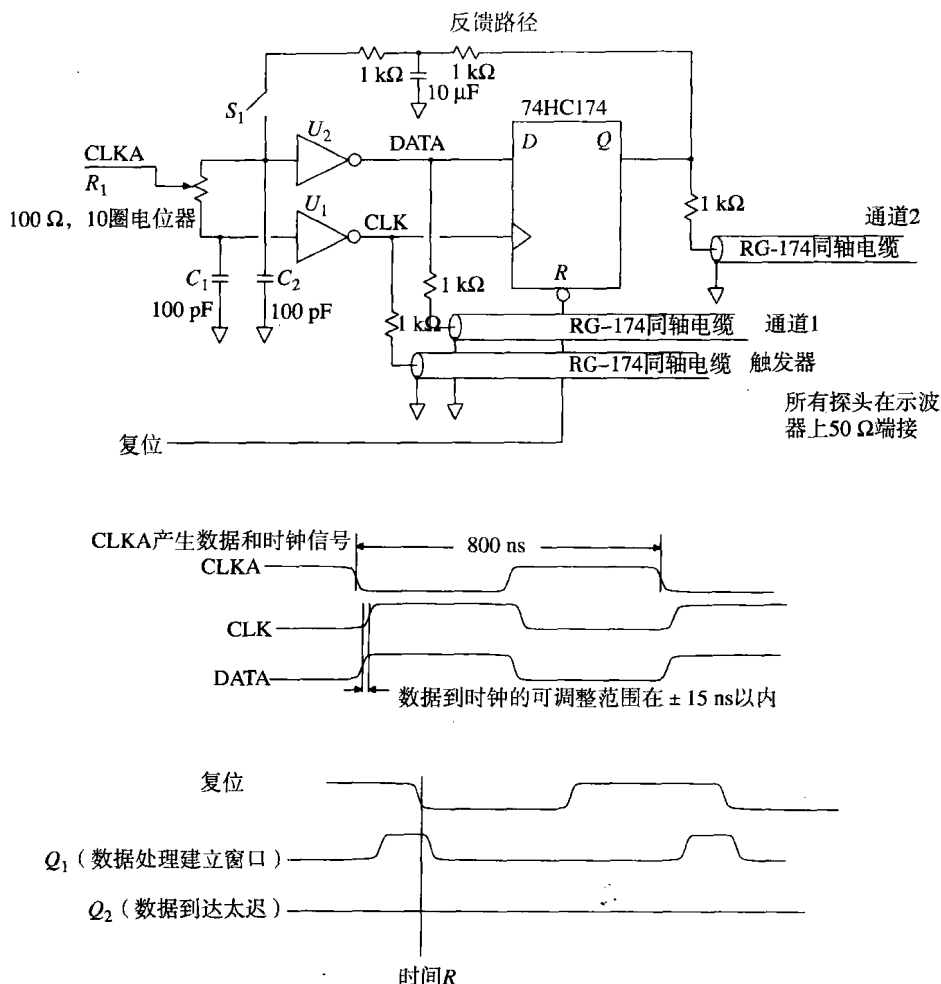 反馈路径
1 kΩ
1 kΩ
10 μF
S1
74HC174
U2
DATA
D
Q
CLKA
R1
100 Ω，10圈电位器
U1
CLK
1 kΩ
通道2
RG-174同轴电缆
R
C1
100 pF
C2
100 pF
1 kΩ
1 kΩ
RG-174同轴电缆
通道1
RG-174同轴电缆
触发器
所有探头在示波
器上50 Ω端接
复位
CLKA产生数据和时钟信号
800 ns
CLKA
CLK
DATA
数据到时钟的可调整范围在 ± 15 ns以内
复位
Q1（数据处理建立窗口）
Q2（数据到达太迟）
时间R